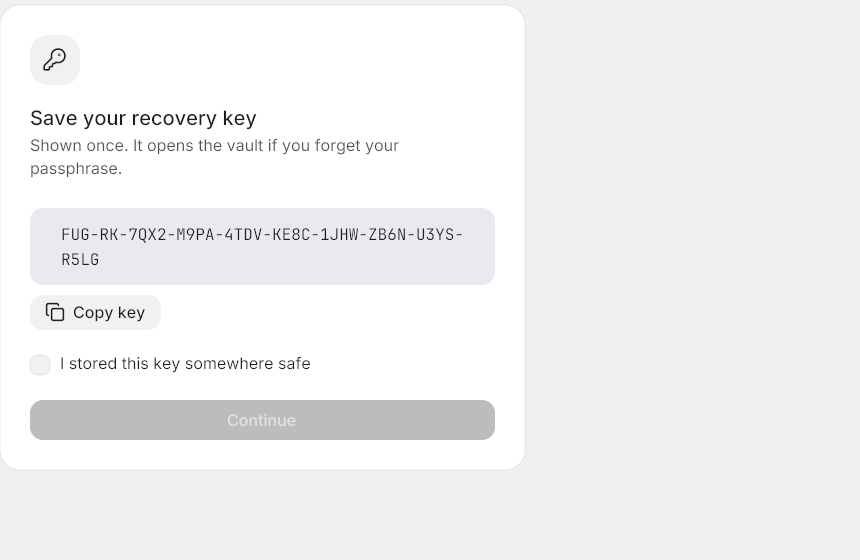 Save your recovery key
Shown once. It opens the vault if you forget your
passphrase.
FUG-RK-7QX2-M9PA-4TDV-KE8C-1JHW-ZB6N-U3YS-
R5LG
Copy key
I stored this key somewhere safe
Continue